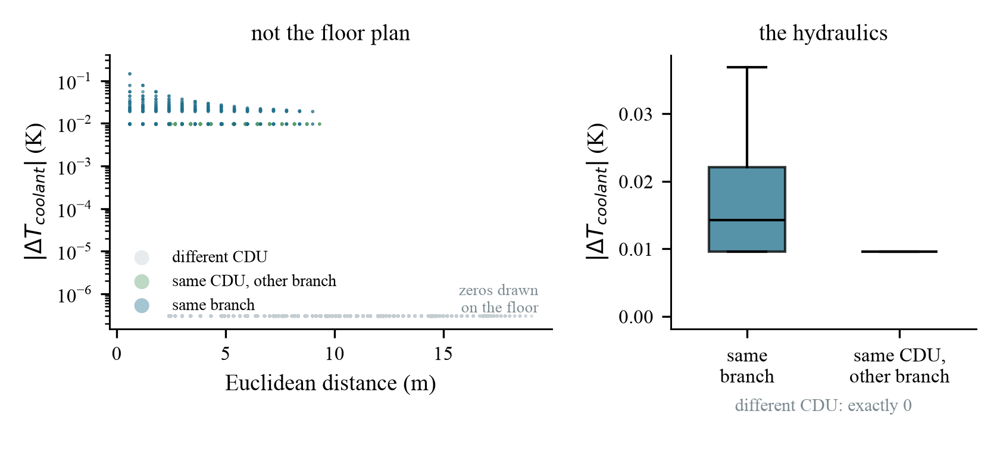 not the floor plan
|ΔT_coolant| (K)
10⁻¹
10⁻²
10⁻³
10⁻⁴
10⁻⁵
10⁻⁶
different CDU
same CDU, other branch
same branch
zeros drawn
on the floor
0 5 10 15
Euclidean distance (m)
the hydraulics
|ΔT_coolant| (K)
0.03
0.02
0.01
0.00
same
branch
same CDU,
other branch
different CDU: exactly 0